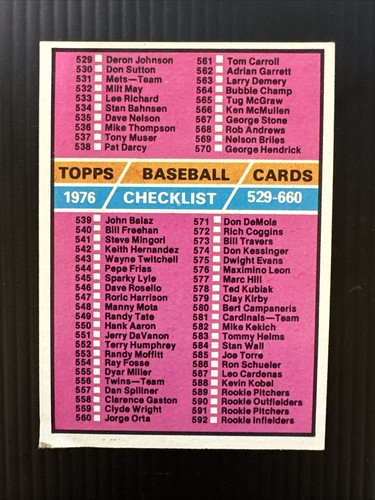 529 Deron Johnson
530 Don Sutton
531 Mets—Team
532 Milt May
533 Lee Richard
534 Stan Bahnsen
535 Dave Nelson
536 Mike Thompson
537 Tony Muser
538 Pat Darcy
561 Tom Carroll
562 Adrian Garrett
563 Larry Demery
564 Bubble Champ
565 Tug McGraw
566 Ken McMullen
567 George Stone
568 Rob Andrews
569 Nelson Briles
570 George Hendrick
TOPPS BASEBALL CARDS
1976 CHECKLIST 529-660
539 John Balaz
540 Bill Freehan
541 Steve Mingori
542 Keith Hernandez
543 Wayne Twitchell
544 Pepe Frias
545 Sparky Lyle
546 Dave Rosello
547 Roric Harrison
548 Manny Mota
549 Randy Tate
550 Hank Aaron
551 Jerry DaVanon
552 Terry Humphrey
553 Randy Moffitt
554 Ray Fosse
555 Dyar Miller
556 Twins—Team
557 Dan Spillner
558 Clarence Gaston
559 Clyde Wright
560 Jorge Orta
571 Don DeMola
572 Rich Coggins
573 Bill Travers
574 Don Kessinger
575 Dwight Evans
576 Maximino Leon
577 Marc Hill
578 Ted Kubiak
579 Clay Kirby
580 Bert Campaneris
581 Cardinals—Team
582 Mike Kekich
583 Tommy Helms
584 Stan Wall
585 Joe Torre
586 Ron Schueler
587 Leo Cardenas
588 Kevin Kobel
589 Rookie Pitchers
590 Rookie Outfielders
591 Rookie Pitchers
592 Rookie Infielders